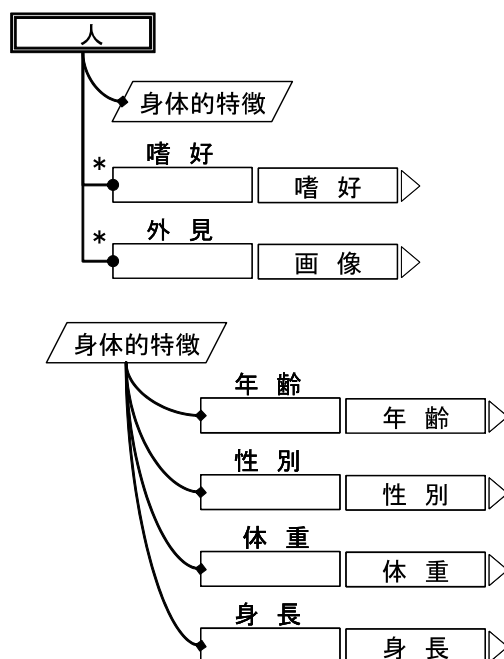 人
身体的特徴
* 嗜 好
嗜 好
* 外 見
画 像
身体的特徴
年 齢
年 齢
性 別
性 別
体 重
体 重
身 長
身 長